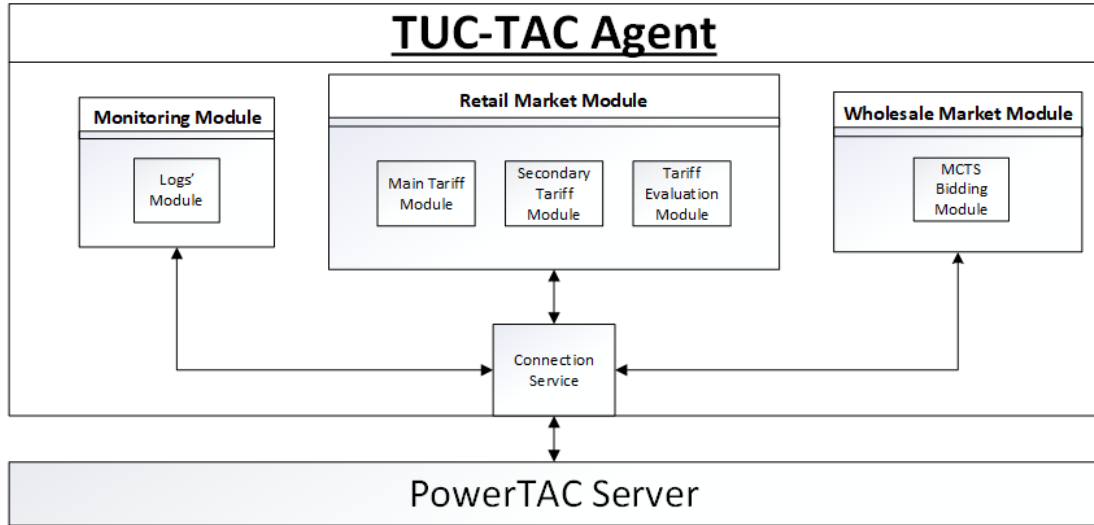 TUC-TAC Agent
Monitoring Module
Logs'
Module
Retail Market Module
Main Tariff
Module
Secondary
Tariff
Module
Tariff
Evaluation
Module
Wholesale Market Module
MCTS
Bidding
Module
Connection
Service
PowerTAC Server